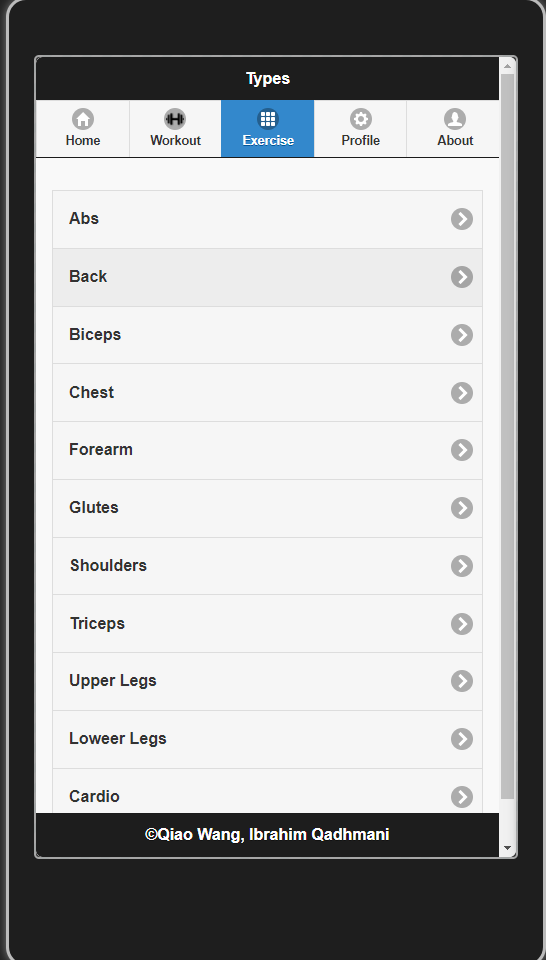 Types
Home Workout Exercise Profile About
Abs
Back
Biceps
Chest
Forearm
Glutes
Shoulders
Triceps
Upper Legs
Loweer Legs
Cardio
©Qiao Wang, Ibrahim Qadhmani